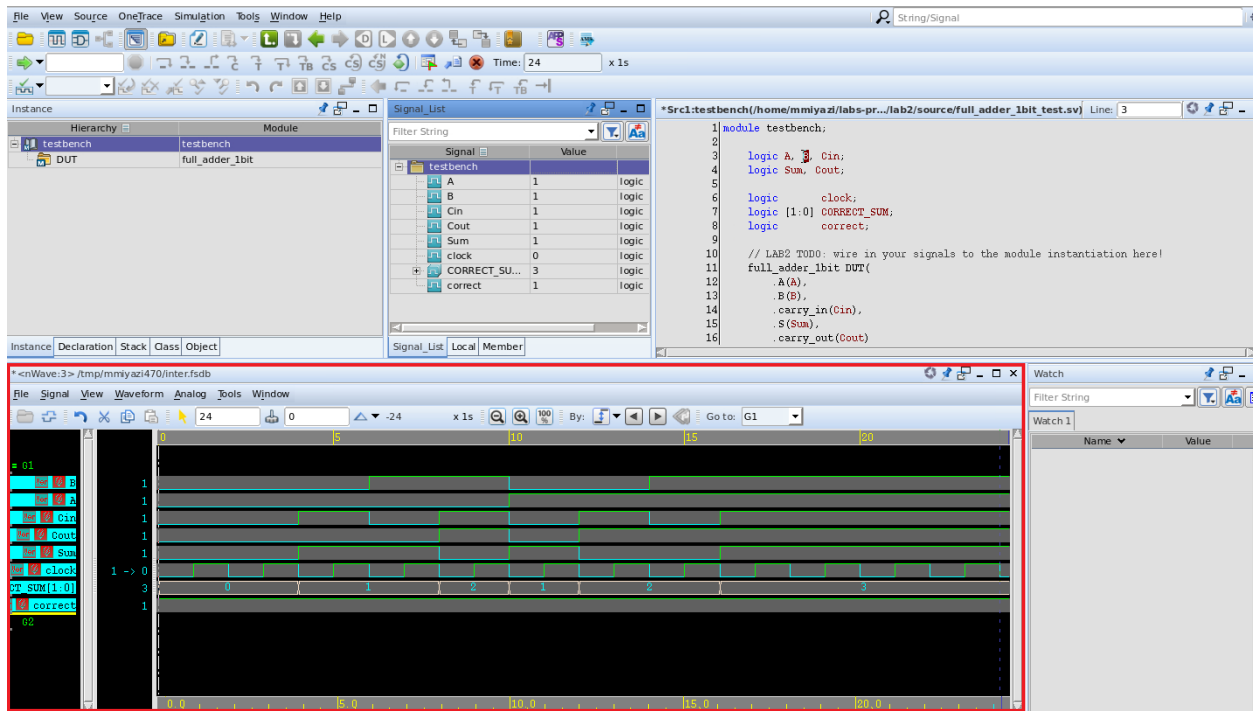 File View Source OneTrace Simulation Tools Window Help
String/Signal
Time: 24 x 1s
Instance
Hierarchy Module
testbench testbench
DUT full_adder_1bit
Instance Declaration Stack Class Object
Signal_List
Filter String
Signal Value
testbench
A 1 logic
B 1 logic
Cin 1 logic
Cout 1 logic
Sum 1 logic
clock 0 logic
CORRECT_SU... 3 logic
correct 1 logic
Signal_List Local Member
*Src1:testbench(/home/mmiyazi/labs-pr.../lab2/source/full_adder_1bit_test.sv) Line: 3
1 module testbench;
2
3 logic A, B, Cin;
4 logic Sum, Cout;
5
6 logic clock;
7 logic [1:0] CORRECT_SUM;
8 logic correct;
9
10 // LAB2 TODO: wire in your signals to the module instantiation here!
11 full_adder_1bit DUT(
12 .A(A),
13 .B(B),
14 .carry_in(Cin),
15 .S(Sum),
16 .carry_out(Cout)
*<nWave:3> /tmp/mmiyazi470/inter.fsdb
File Signal View Waveform Analog Tools Window
24 0 -24 x 1s 100 % By: Go to: G1
0 5 10 15 20
= G1
B 1
A 1
Cin 1
Cout 1
Sum 1
clock 1 -> 0
CT_SUM[1:0] 3 0 1 2 1 2 3
correct 1
G2
0.0 5.0 10.0 15.0 20.0
Watch
Filter String
Watch 1
Name Value